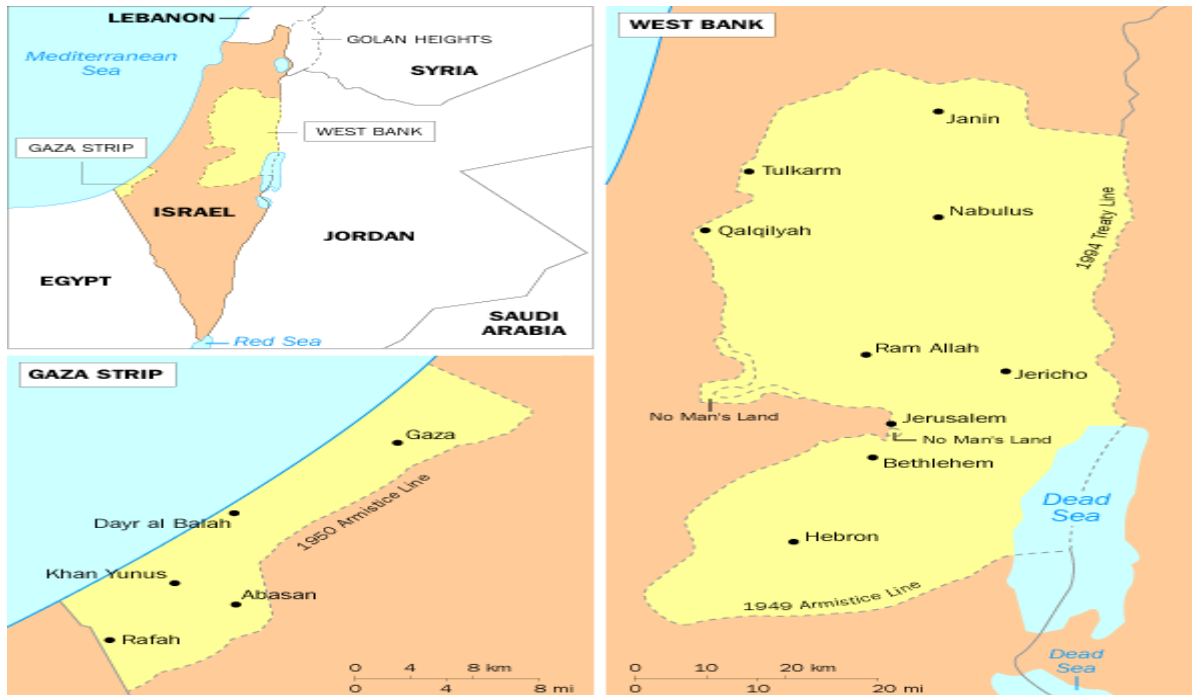 LEBANON
GOLAN HEIGHTS
Mediterranean
Sea
SYRIA
WEST BANK
GAZA STRIP
ISRAEL
JORDAN
EGYPT
SAUDI
ARABIA
Red Sea
GAZA STRIP
Gaza
1950 Armistice Line
Dayr al Balah
Khan Yunus
Abasan
Rafah
0 4 8 km
0 4 8 mi
WEST BANK
Janin
Tulkarm
Nabulus
Qalqilyah
1994 Treaty Line
Ram Allah
Jericho
No Man's Land
Jerusalem
No Man's Land
Bethlehem
Dead
Sea
Hebron
1949 Armistice Line
Dead
Sea
0 10 20 km
0 10 20 mi